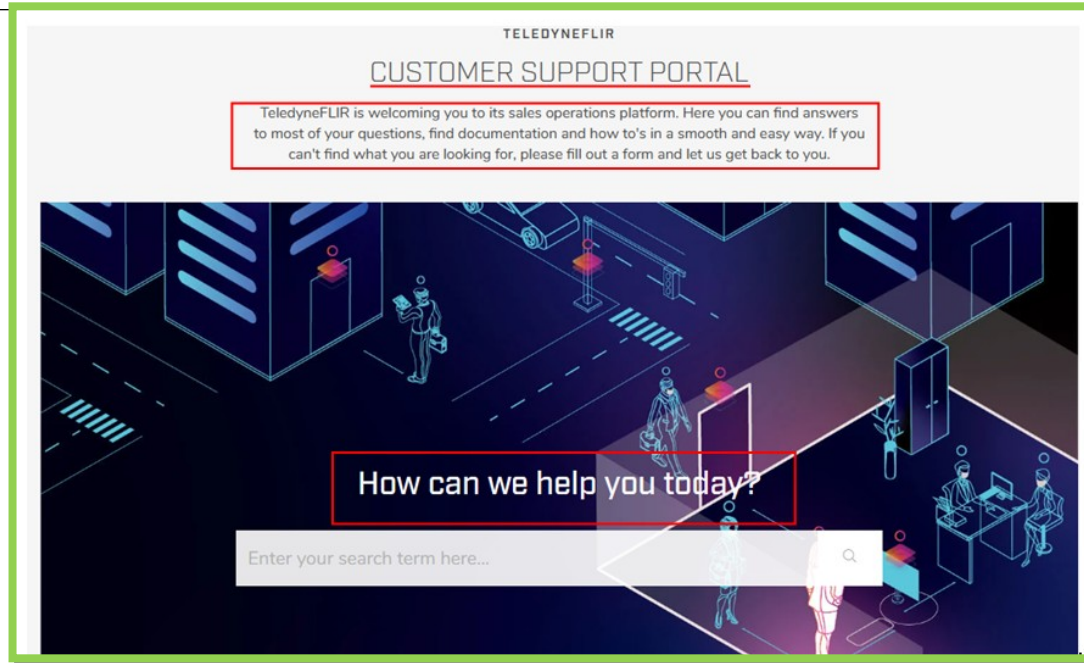 TELEDYNEFLIR
CUSTOMER SUPPORT PORTAL
TeledyneFLIR is welcoming you to its sales operations platform. Here you can find answers
to most of your questions, find documentation and how to's in a smooth and easy way. If you
can't find what you are looking for, please fill out a form and let us get back to you.
How can we help you today?
Enter your search term here...